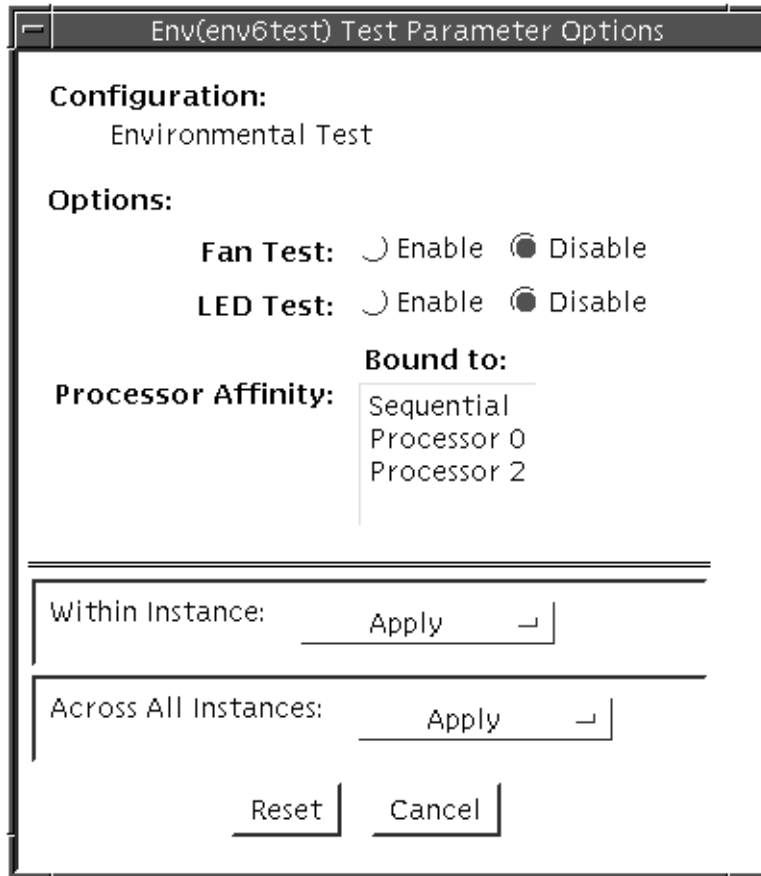 Env(env6test) Test Parameter Options
Configuration:
Environmental Test
Options:
Fan Test: Enable Disable
LED Test: Enable Disable
Bound to:
Processor Affinity:
Sequential
Processor 0
Processor 2
Within Instance: Apply
Across All Instances: Apply
Reset Cancel